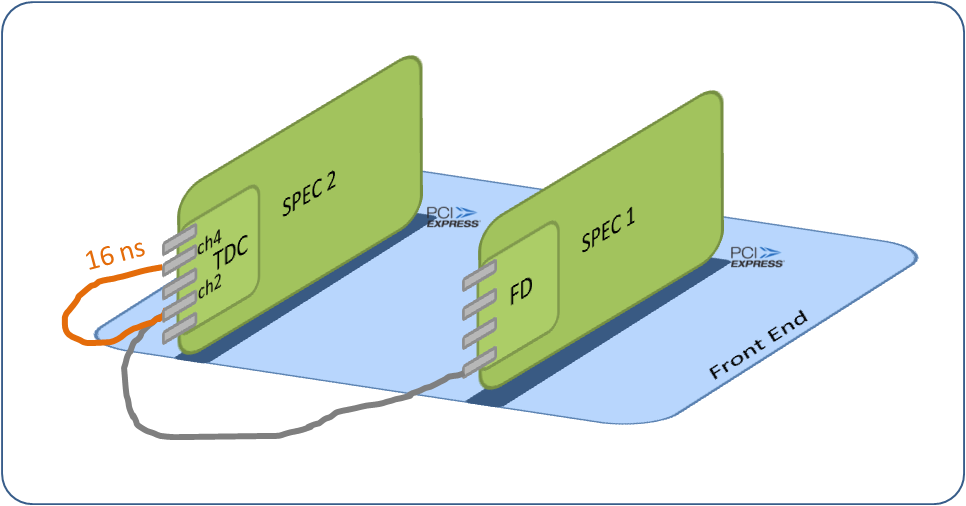 SPEC 2
PCI
EXPRESS
ch4
TDC
ch2
16 ns
SPEC 1
PCI
EXPRESS
FD
Front End